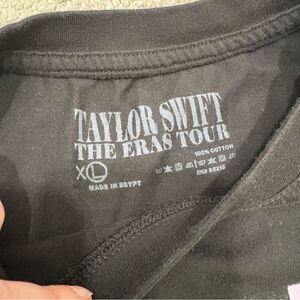 TAYLOR SWIFT
THE ERAS TOUR
XL
100% COTTON
MADE IN EGYPT